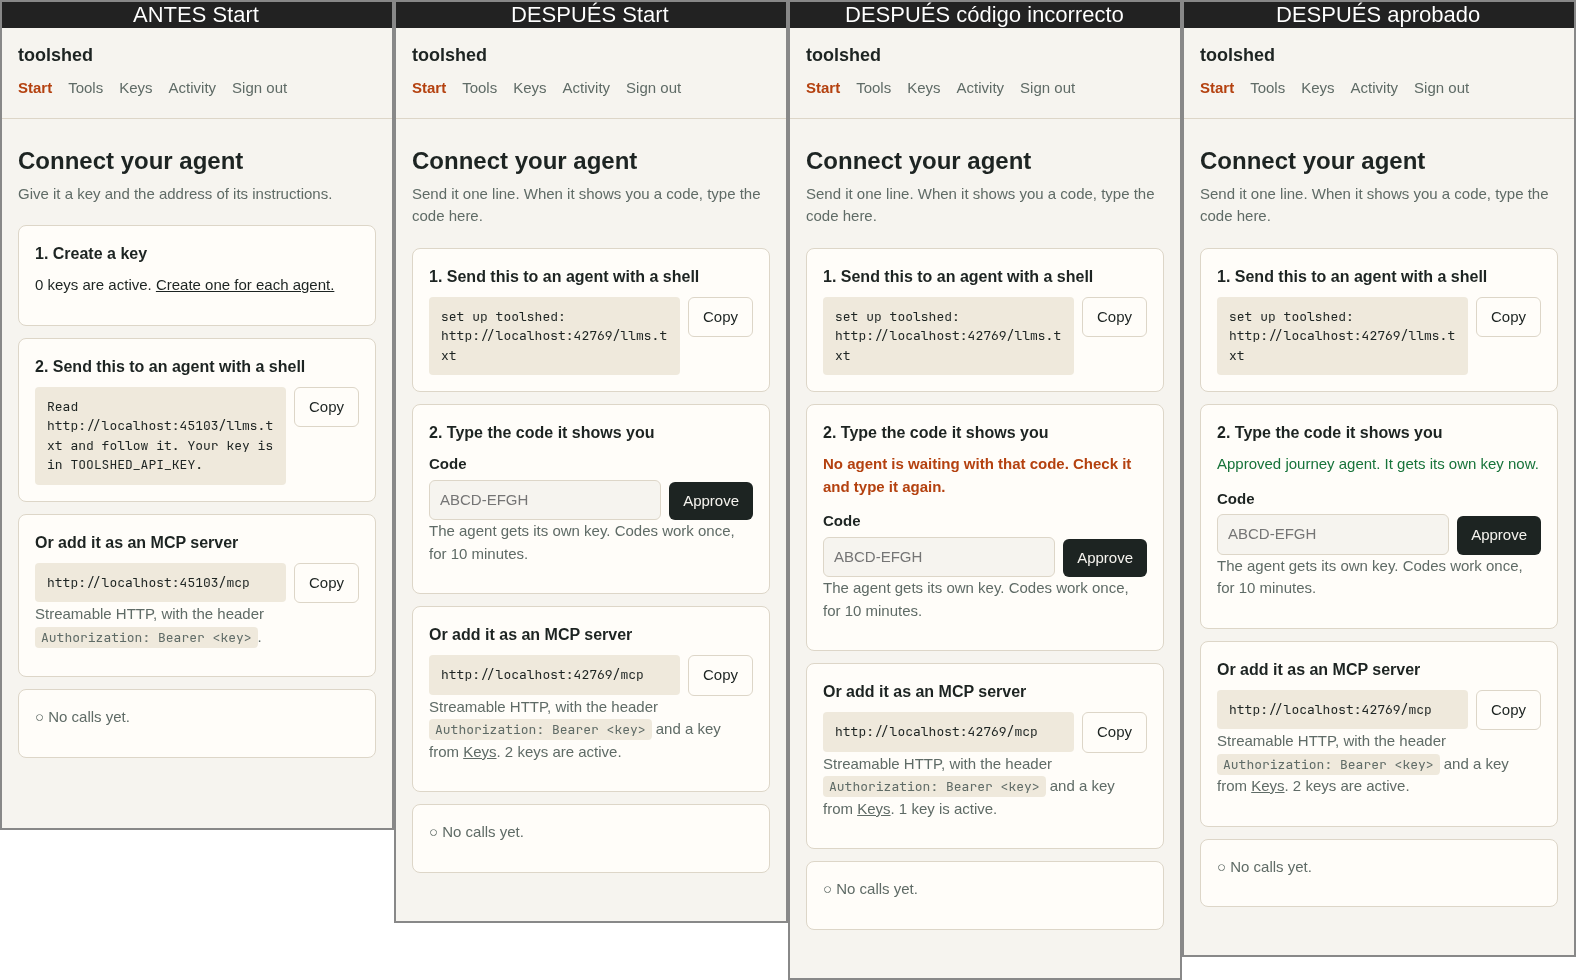 ANTES Start
toolshed
Start Tools Keys Activity Sign out
Connect your agent
Give it a key and the address of its instructions.
1. Create a key
0 keys are active. Create one for each agent.
2. Send this to an agent with a shell
Read
http://localhost:45103/llms.t
xt and follow it. Your key is
in TOOLSHED_API_KEY.
Copy
Or add it as an MCP server
http://localhost:45103/mcp
Copy
Streamable HTTP, with the header
Authorization: Bearer <key>.
○ No calls yet.
DESPUÉS Start
toolshed
Start Tools Keys Activity Sign out
Connect your agent
Send it one line. When it shows you a code, type the
code here.
1. Send this to an agent with a shell
set up toolshed:
http://localhost:42769/llms.t
xt
Copy
2. Type the code it shows you
Code
ABCD-EFGH
Approve
The agent gets its own key. Codes work once,
for 10 minutes.
Or add it as an MCP server
http://localhost:42769/mcp
Copy
Streamable HTTP, with the header
Authorization: Bearer <key> and a key
from Keys. 2 keys are active.
○ No calls yet.
DESPUÉS código incorrecto
toolshed
Start Tools Keys Activity Sign out
Connect your agent
Send it one line. When it shows you a code, type the
code here.
1. Send this to an agent with a shell
set up toolshed:
http://localhost:42769/llms.t
xt
Copy
2. Type the code it shows you
No agent is waiting with that code. Check it
and type it again.
Code
ABCD-EFGH
Approve
The agent gets its own key. Codes work once,
for 10 minutes.
Or add it as an MCP server
http://localhost:42769/mcp
Copy
Streamable HTTP, with the header
Authorization: Bearer <key> and a key
from Keys. 1 key is active.
○ No calls yet.
DESPUÉS aprobado
toolshed
Start Tools Keys Activity Sign out
Connect your agent
Send it one line. When it shows you a code, type the
code here.
1. Send this to an agent with a shell
set up toolshed:
http://localhost:42769/llms.t
xt
Copy
2. Type the code it shows you
Approved journey agent. It gets its own key now.
Code
ABCD-EFGH
Approve
The agent gets its own key. Codes work once,
for 10 minutes.
Or add it as an MCP server
http://localhost:42769/mcp
Copy
Streamable HTTP, with the header
Authorization: Bearer <key> and a key
from Keys. 2 keys are active.
○ No calls yet.